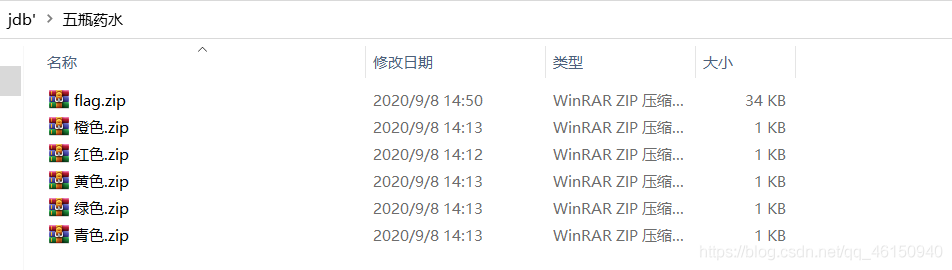 jdb' > 五瓶药水
名称 修改日期 类型 大小
flag.zip 2020/9/8 14:50 WinRAR ZIP 压缩... 34 KB
橙色.zip 2020/9/8 14:13 WinRAR ZIP 压缩... 1 KB
红色.zip 2020/9/8 14:12 WinRAR ZIP 压缩... 1 KB
黄色.zip 2020/9/8 14:13 WinRAR ZIP 压缩... 1 KB
绿色.zip 2020/9/8 14:13 WinRAR ZIP 压缩... 1 KB
青色.zip 2020/9/8 14:13 WinRAR ZIP 压缩... 1 KB
https://blog.csdn.net/qq_46150940